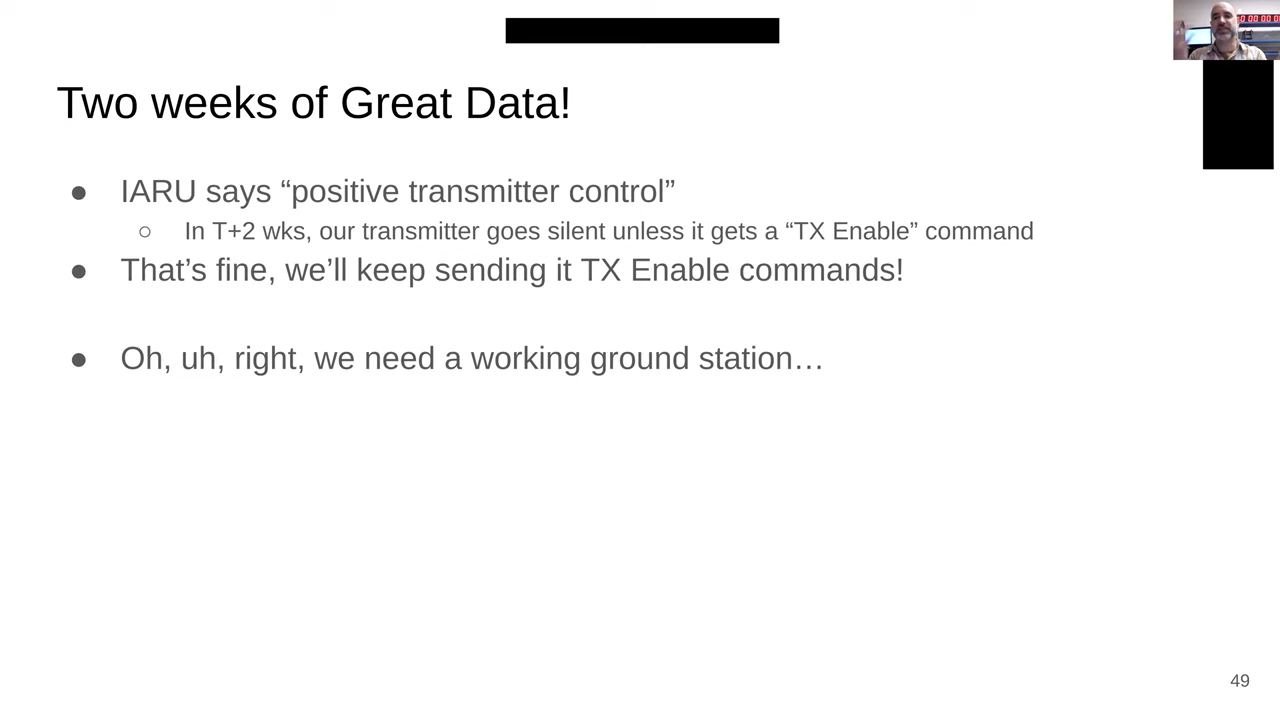 Two weeks of Great Data!
● IARU says “positive transmitter control”
○ In T+2 wks, our transmitter goes silent unless it gets a “TX Enable” command
● That’s fine, we’ll keep sending it TX Enable commands!
● Oh, uh, right, we need a working ground station…
49